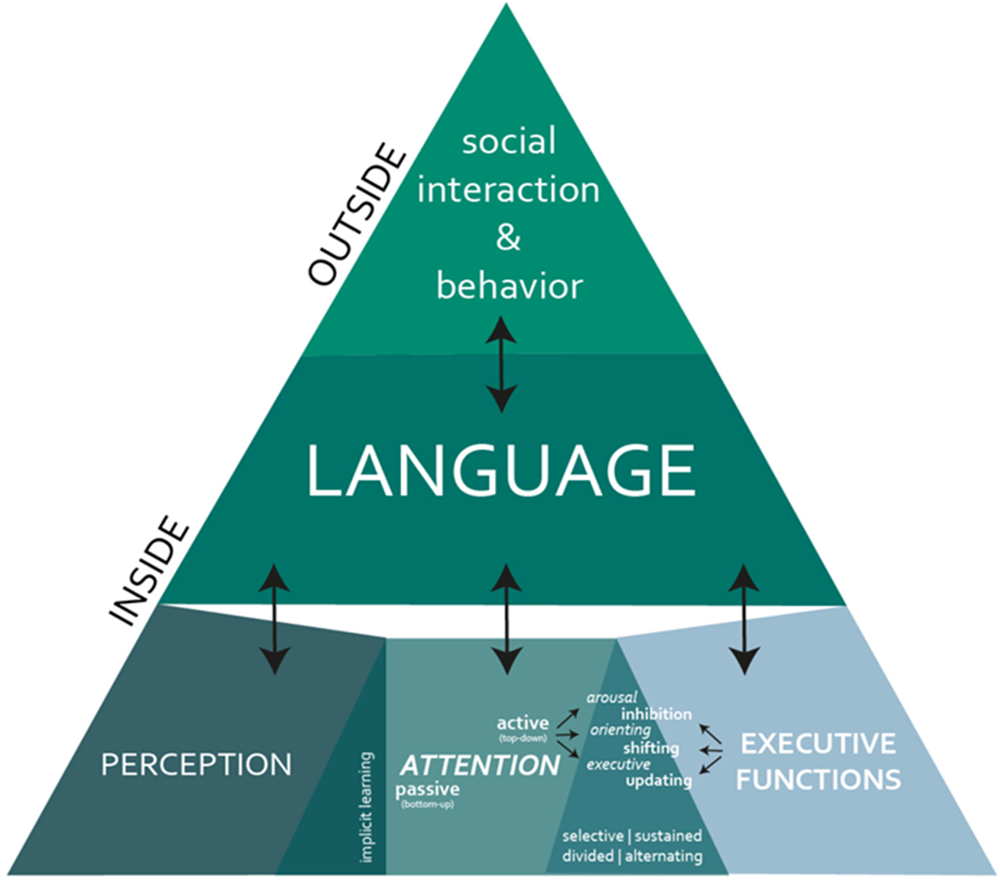 social
interaction
&
behavior
OUTSIDE
LANGUAGE
INSIDE
PERCEPTION
implicit learning
active
(top-down)
ATTENTION
passive
(bottom-up)
arousal
inhibition
orienting
shifting
executive
updating
selective | sustained
divided | alternating
EXECUTIVE
FUNCTIONS